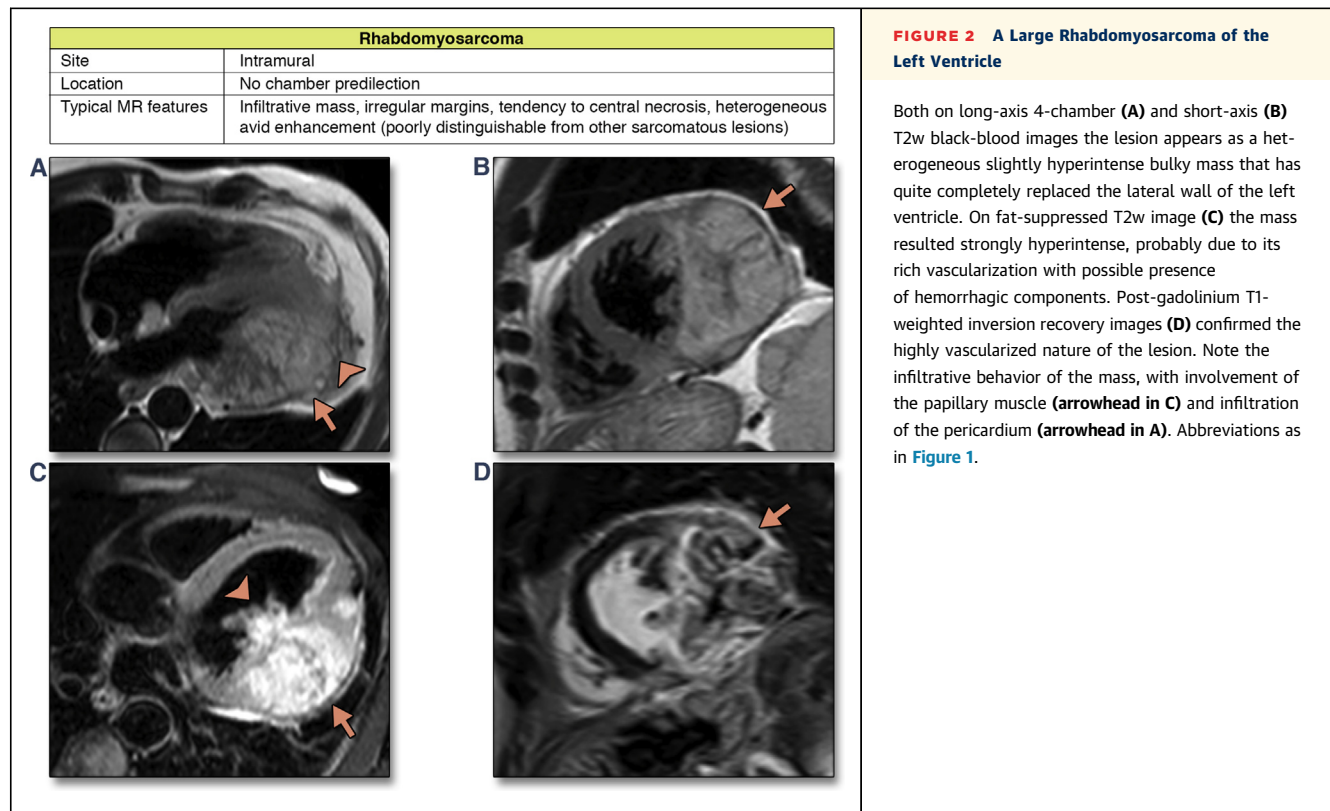 Rhabdomyosarcoma
Site Intramural
Location No chamber predilection
Typical MR features Infiltrative mass, irregular margins, tendency to central necrosis, heterogeneous
avid enhancement (poorly distinguishable from other sarcomatous lesions)
A
B
C
D
FIGURE 2 A Large Rhabdomyosarcoma of the
Left Ventricle
Both on long-axis 4-chamber (A) and short-axis (B)
T2w black-blood images the lesion appears as a het-
erogeneous slightly hyperintense bulky mass that has
quite completely replaced the lateral wall of the left
ventricle. On fat-suppressed T2w image (C) the mass
resulted strongly hyperintense, probably due to its
rich vascularization with possible presence
of hemorrhagic components. Post-gadolinium T1-
weighted inversion recovery images (D) confirmed the
highly vascularized nature of the lesion. Note the
infiltrative behavior of the mass, with involvement of
the papillary muscle (arrowhead in C) and infiltration
of the pericardium (arrowhead in A). Abbreviations as
in Figure 1.